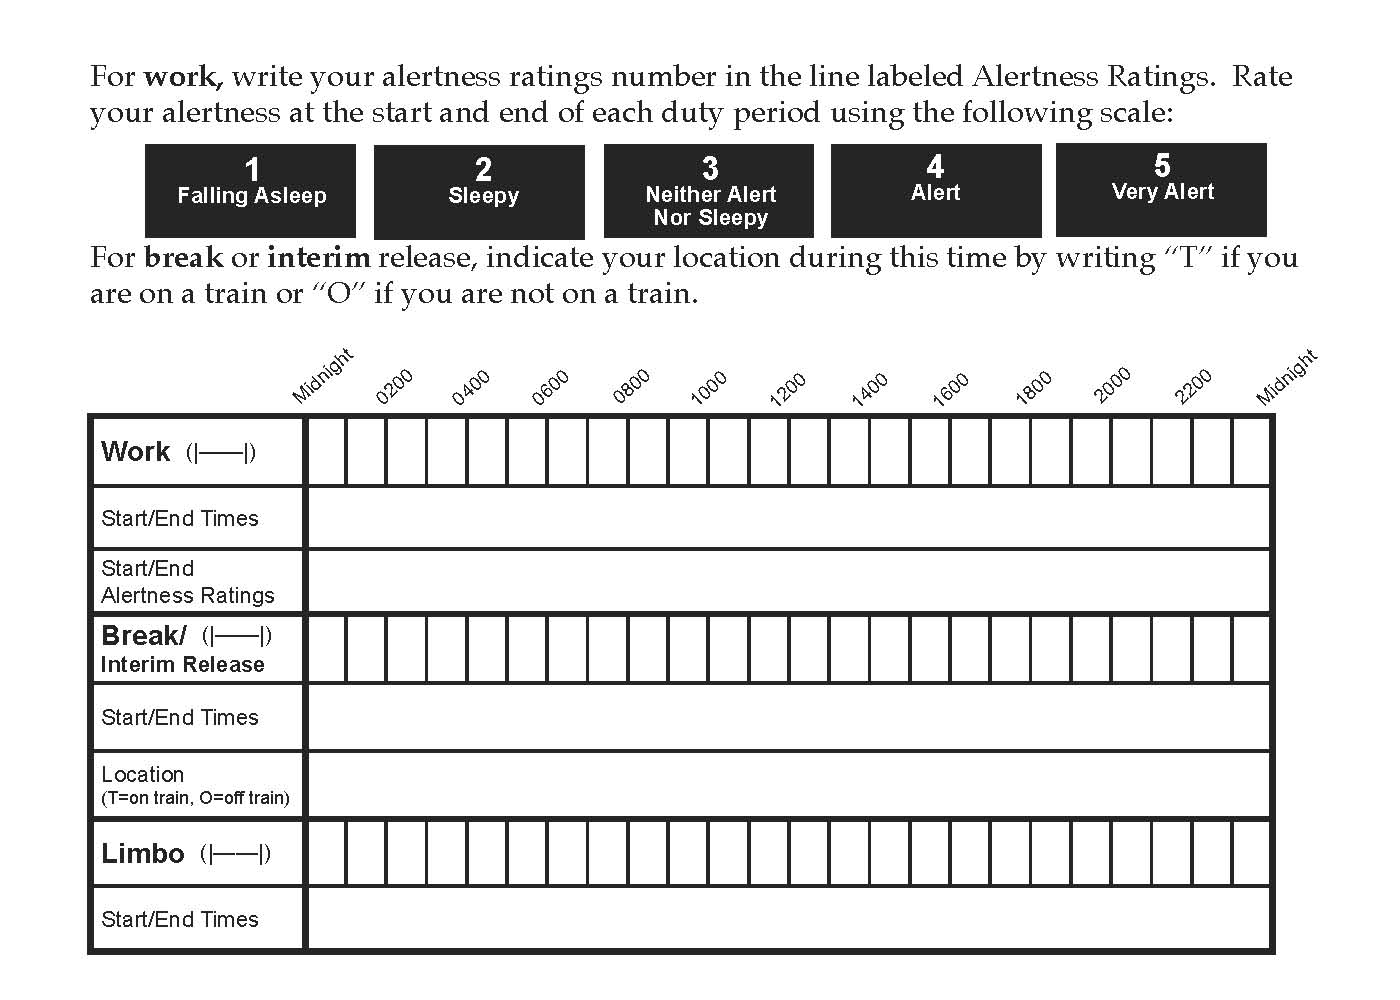 For work, write your alertness ratings number in the line labeled Alertness Ratings.  Rate
your alertness at the start and end of each duty period using the following scale:
1
Falling Asleep
2
Sleepy
3
Neither Alert
Nor Sleepy
4
Alert
5
Very Alert
For break or interim release, indicate your location during this time by writing “T” if you
are on a train or “O” if you are not on a train.
Midnight 0200 0400 0600 0800 1000 1200 1400 1600 1800 2000 2200 Midnight
Work (|——|)
Start/End Times
Start/End
Alertness Ratings
Break/ (|——|)
Interim Release
Start/End Times
Location
(T=on train, O=off train)
Limbo (|——|)
Start/End Times